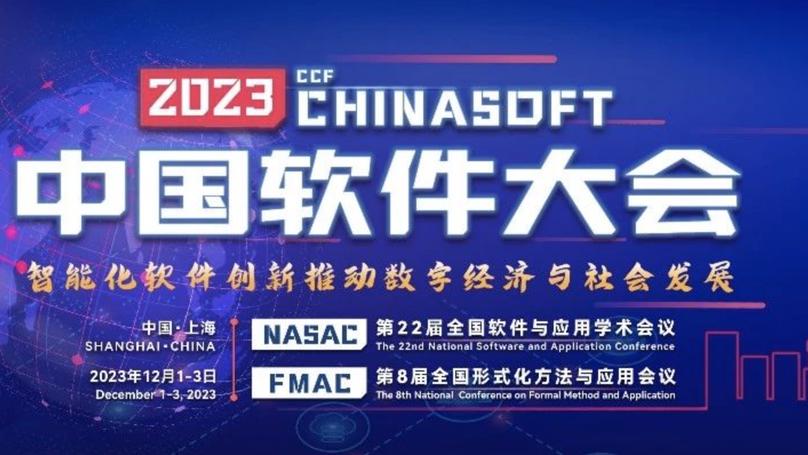 2023 CCF CHINASOFT
中国软件大会
智能化软件创新推动数字经济与社会发展
中国·上海
SHANGHAI·CHINA
2023年12月1-3日
December 1-3, 2023
NASAC 第22届全国软件与应用学术会议
The 22nd National Software and Application Conference
FMAC 第8届全国形式化方法与应用会议
The 8th National Conference on Formal Method and Application